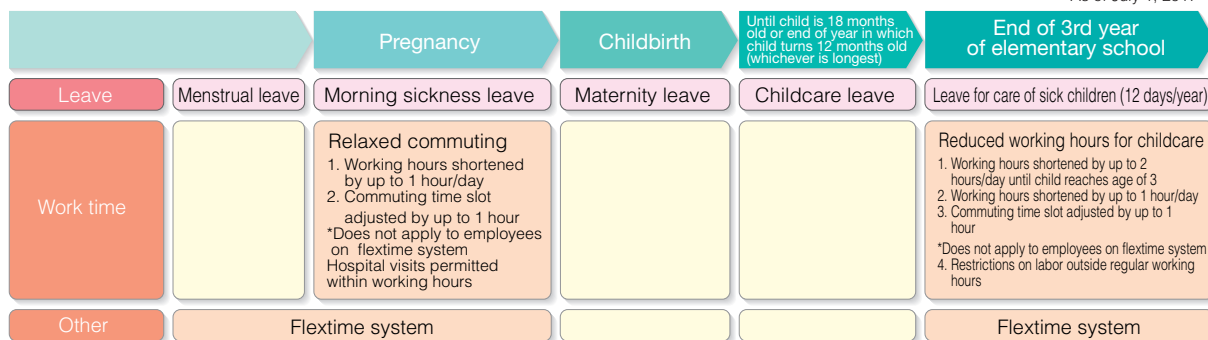 Pregnancy
Childbirth
Until child is 18 months
old or end of year in which
child turns 12 months old
(whichever is longest)
End of 3rd year
of elementary school
Leave
Menstrual leave
Morning sickness leave
Maternity leave
Childcare leave
Leave for care of sick children (12 days/year)
Work time
Relaxed commuting
1. Working hours shortened
by up to 1 hour/day
2. Commuting time slot
adjusted by up to 1 hour
*Does not apply to employees
on flextime system
Hospital visits permitted
within working hours
Reduced working hours for childcare
1. Working hours shortened by up to 2
hours/day until child reaches age of 3
2. Working hours shortened by up to 1 hour/day
3. Commuting time slot adjusted by up to 1
hour
*Does not apply to employees on flextime system
4. Restrictions on labor outside regular working
hours
Other
Flextime system
Flextime system